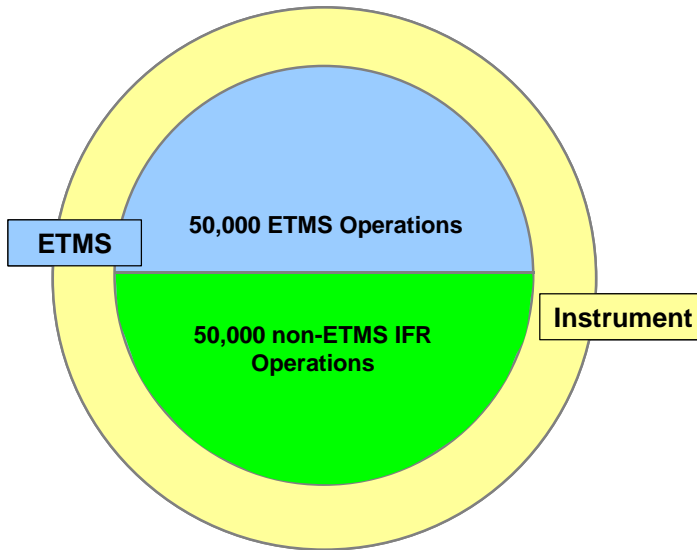 50,000 ETMS Operations
ETMS
50,000 non-ETMS IFR
Operations
Instrument